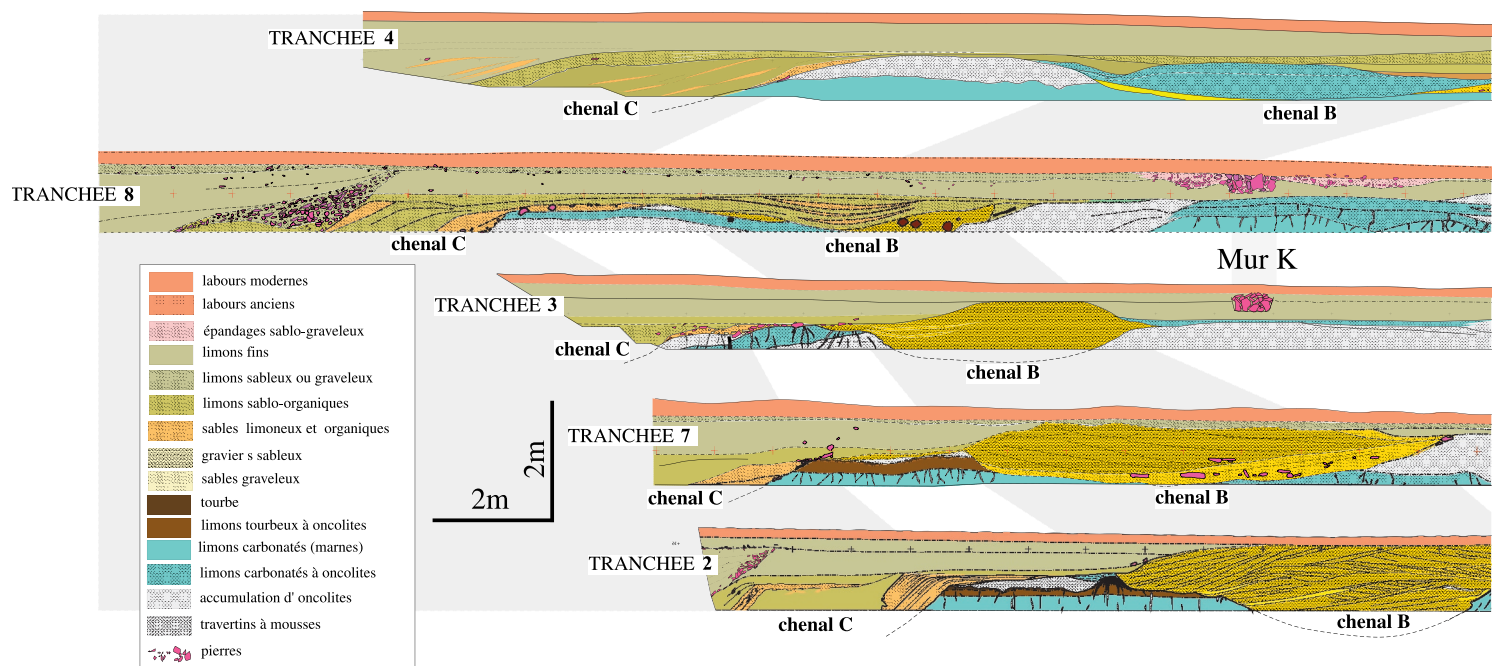 TRANCHEE 4
chenal C
chenal B
TRANCHEE 8
chenal C
chenal B
Mur K
TRANCHEE 3
chenal C
chenal B
TRANCHEE 7
chenal C
chenal B
TRANCHEE 2
chenal C
chenal B
2m
2m
labours modernes
labours anciens
épandages sablo-graveleux
limons fins
limons sableux ou graveleux
limons sablo-organiques
sables limoneux et organiques
gravier s sableux
sables graveleux
tourbe
limons tourbeux à oncolites
limons carbonatés (marnes)
limons carbonatés à oncolites
accumulation d' oncolites
travertins à mousses
pierres